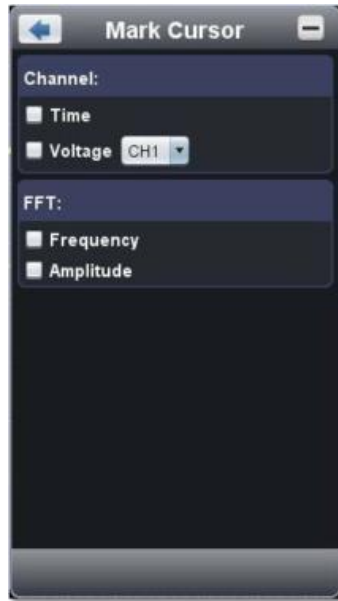 Mark Cursor
Channel:
Time
Voltage CH1
FFT:
Frequency
Amplitude